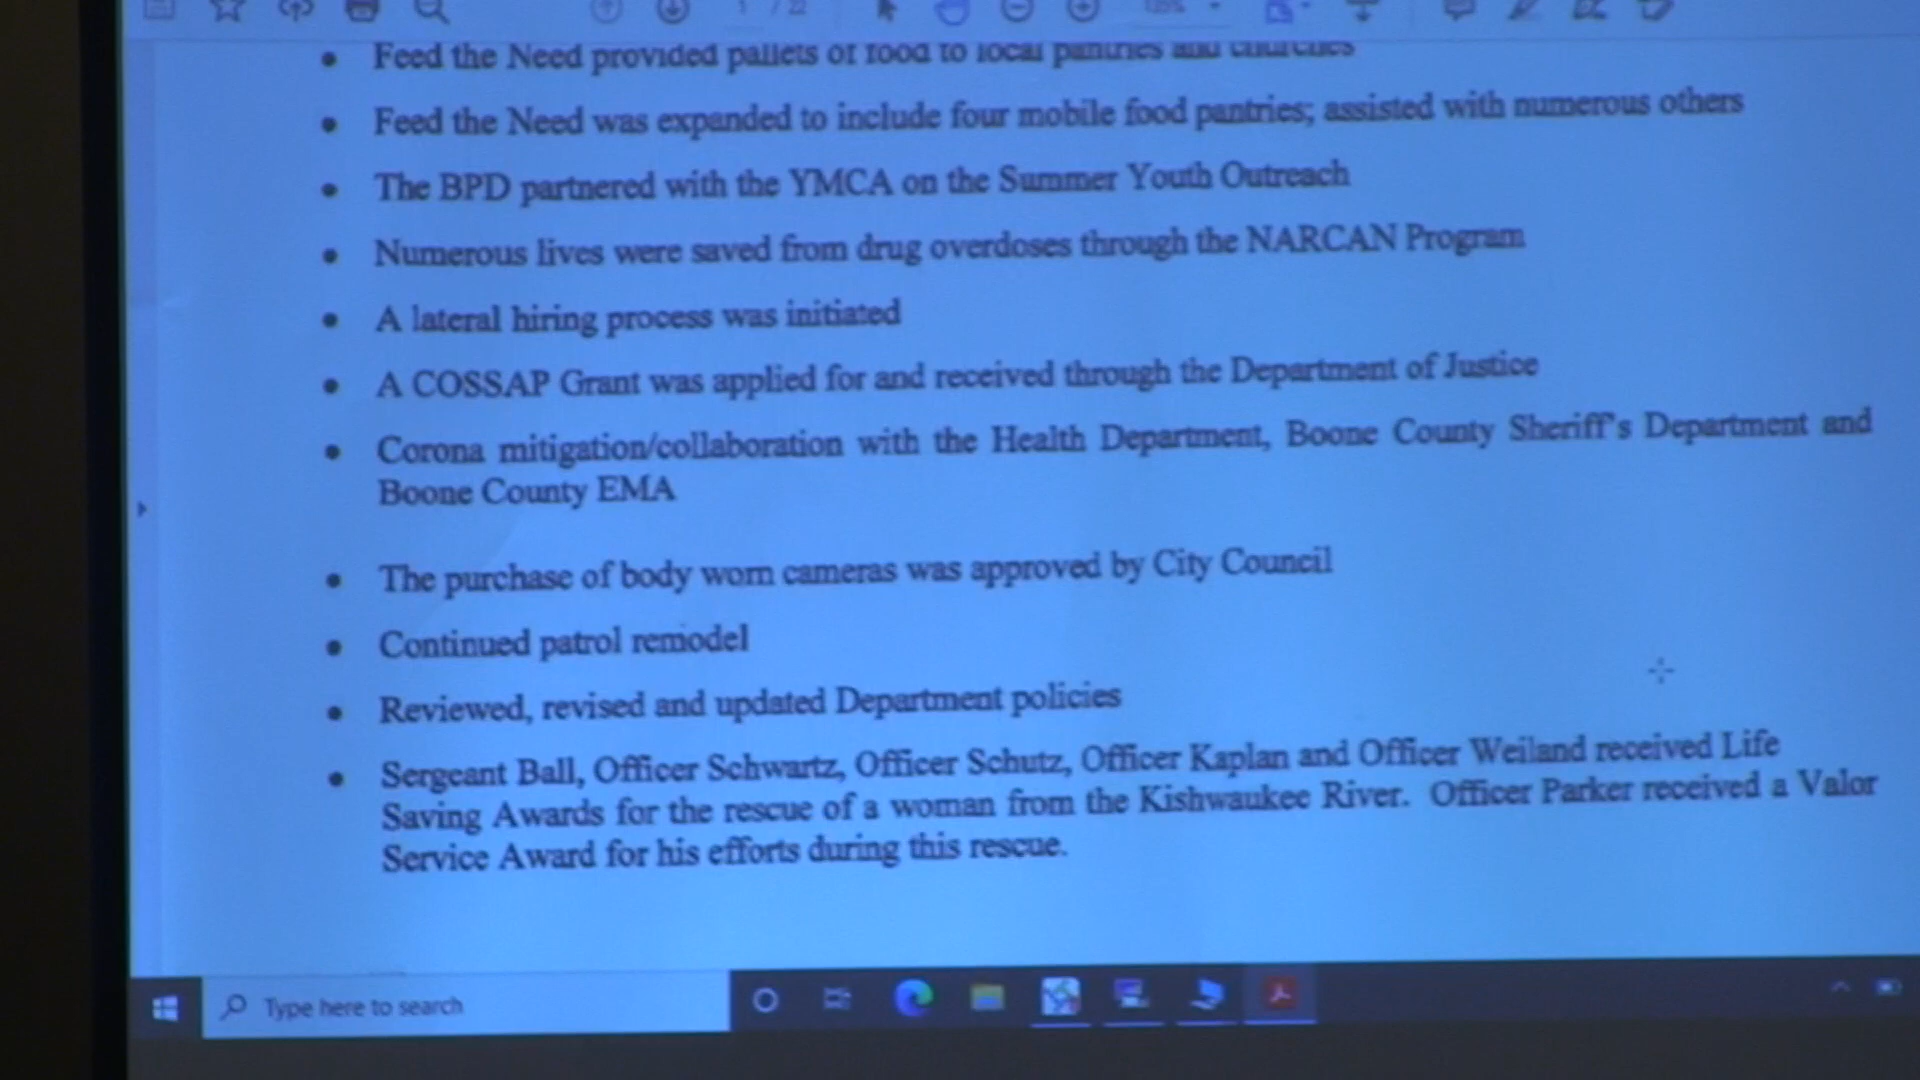 1 / 22
Feed the Need provided pallets of food to local pantries and churches
Feed the Need was expanded to include four mobile food pantries; assisted with numerous others
The BPD partnered with the YMCA on the Summer Youth Outreach
Numerous lives were saved from drug overdoses through the NARCAN Program
A lateral hiring process was initiated
A COSSAP Grant was applied for and received through the Department of Justice
Corona mitigation/collaboration with the Health Department, Boone County Sheriff's Department and
Boone County EMA
The purchase of body worn cameras was approved by City Council
Continued patrol remodel
Reviewed, revised and updated Department policies
Sergeant Ball, Officer Schwartz, Officer Schutz, Officer Kaplan and Officer Weiland received Life
Saving Awards for the rescue of a woman from the Kishwaukee River. Officer Parker received a Valor
Service Award for his efforts during this rescue.
Type here to search